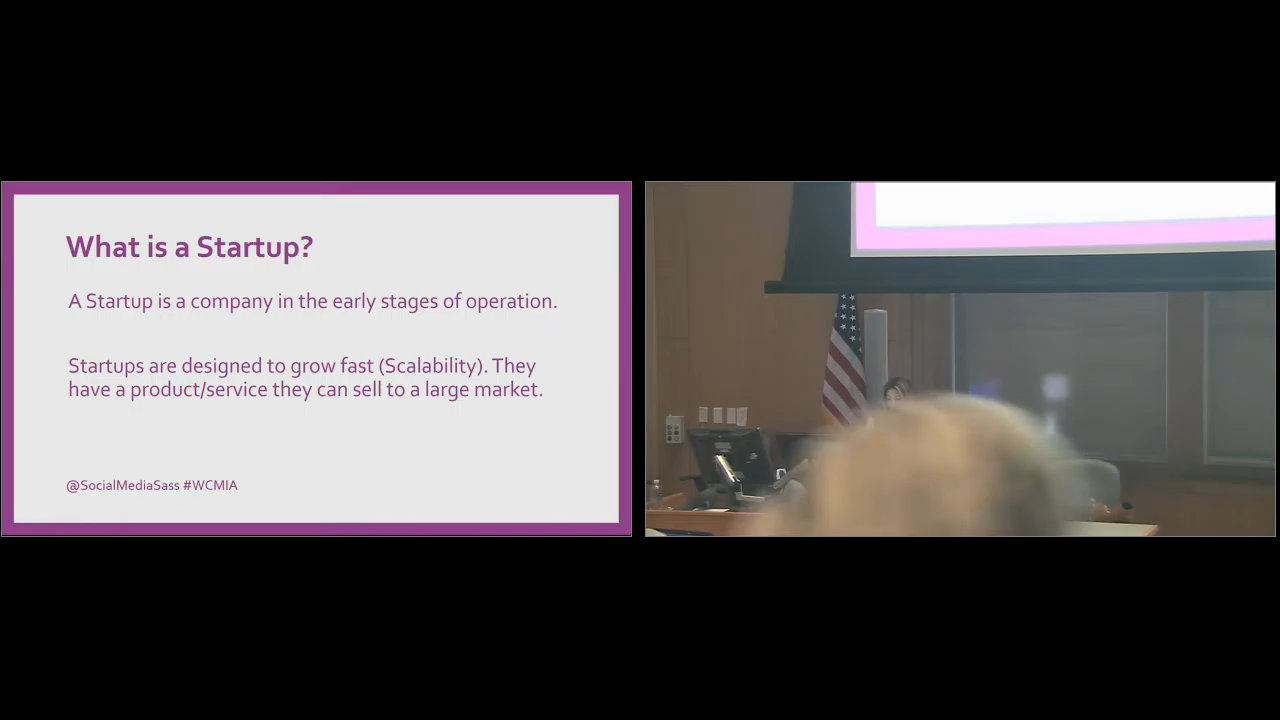 What is a Startup?
A Startup is a company in the early stages of operation.
Startups are designed to grow fast (Scalability). They
have a product/service they can sell to a large market.
@SocialMediaSass #WCMIA